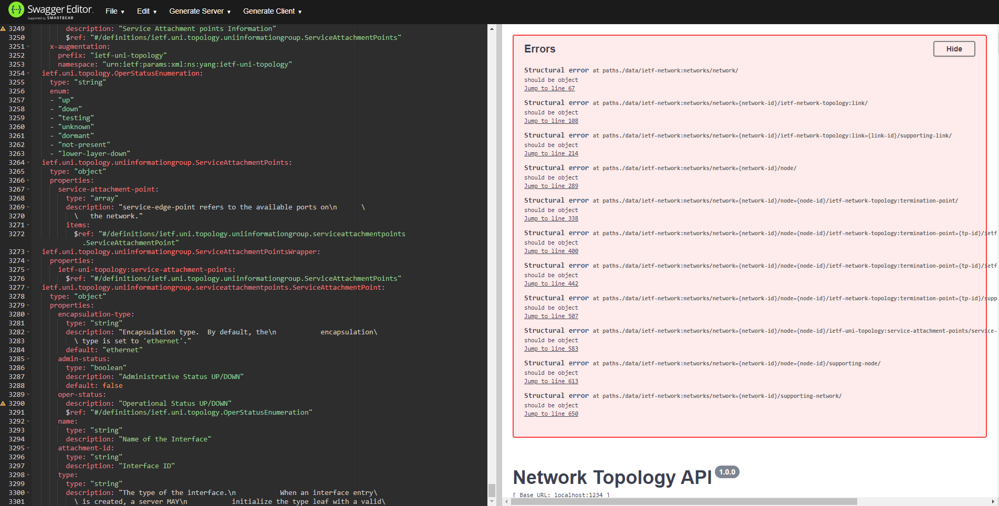 Swagger Editor.
Supported by SMARTBEAR
File ▾ Edit ▾ Generate Server ▾ Generate Client ▾
3249 description: "Service Attachment points Information"
3250 $ref: "#/definitions/ietf.uni.topology.uniinformationgroup.ServiceAttachmentPoints"
3251 x-augmentation:
3252 prefix: "ietf-uni-topology"
3253 namespace: "urn:ietf:params:xml:ns:yang:ietf-uni-topology"
3254 ietf.uni.topology.OperStatusEnumeration:
3255 type: "string"
3256 enum:
3257 - "up"
3258 - "down"
3259 - "testing"
3260 - "unknown"
3261 - "dormant"
3262 - "not-present"
3263 - "lower-layer-down"
3264 ietf.uni.topology.uniinformationgroup.ServiceAttachmentPoints:
3265 type: "object"
3266 properties:
3267 service-attachment-point:
3268 type: "array"
3269 description: "service-edge-point refers to the available ports on\n \
3270 \ the network."
3271 items:
3272 $ref: "#/definitions/ietf.uni.topology.uniinformationgroup.serviceattachmentpoints
.ServiceAttachmentPoint"
3273 ietf.uni.topology.uniinformationgroup.ServiceAttachmentPointsWrapper:
3274 properties:
3275 ietf-uni-topology:service-attachment-points:
3276 $ref: "#/definitions/ietf.uni.topology.uniinformationgroup.ServiceAttachmentPoints"
3277 ietf.uni.topology.uniinformationgroup.serviceattachmentpoints.ServiceAttachmentPoint:
3278 type: "object"
3279 properties:
3280 encapsulation-type:
3281 type: "string"
3282 description: "Encapsulation type.  By default, the\n encapsulation\
3283 \ type is set to 'ethernet'."
3284 default: "ethernet"
3285 admin-status:
3286 type: "boolean"
3287 description: "Administrative Status UP/DOWN"
3288 default: false
3289 oper-status:
3290 description: "Operational Status UP/DOWN"
3291 $ref: "#/definitions/ietf.uni.topology.OperStatusEnumeration"
3292 name:
3293 type: "string"
3294 description: "Name of the Interface"
3295 attachment-id:
3296 type: "string"
3297 description: "Interface ID"
3298 type:
3299 type: "string"
3300 description: "The type of the interface.\n When an interface entry\
3301 \ is created, a server MAY\n initialize the type leaf with a valid\
Errors
Hide
Structural error at paths./data/ietf-network:networks/network/
should be object
Jump to line 67
Structural error at paths./data/ietf-network:networks/network={network-id}/ietf-network-topology:link/
should be object
Jump to line 108
Structural error at paths./data/ietf-network:networks/network={network-id}/ietf-network-topology:link={link-id}/supporting-link/
should be object
Jump to line 214
Structural error at paths./data/ietf-network:networks/network={network-id}/node/
should be object
Jump to line 289
Structural error at paths./data/ietf-network:networks/network={network-id}/node={node-id}/ietf-network-topology:termination-point/
should be object
Jump to line 338
Structural error at paths./data/ietf-network:networks/network={network-id}/node={node-id}/ietf-network-topology:termination-point={tp-id}/ietf
should be object
Jump to line 400
Structural error at paths./data/ietf-network:networks/network={network-id}/node={node-id}/ietf-network-topology:termination-point={tp-id}/ietf
should be object
Jump to line 442
Structural error at paths./data/ietf-network:networks/network={network-id}/node={node-id}/ietf-network-topology:termination-point={tp-id}/supp
should be object
Jump to line 507
Structural error at paths./data/ietf-network:networks/network={network-id}/node={node-id}/ietf-uni-topology:service-attachment-points/service-
should be object
Jump to line 583
Structural error at paths./data/ietf-network:networks/network={network-id}/node={node-id}/supporting-node/
should be object
Jump to line 613
Structural error at paths./data/ietf-network:networks/network={network-id}/supporting-network/
should be object
Jump to line 650
Network Topology API 1.0.0
[ Base URL: localhost:1234 ]